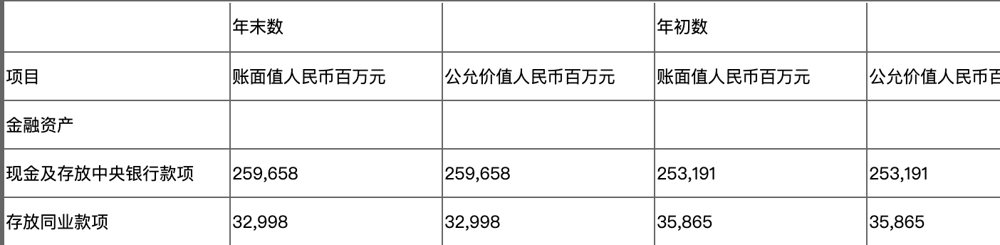 年末数 年初数
项目 账面值人民币百万元 公允价值人民币百万元 账面值人民币百万元 公允价值人民币
金融资产
现金及存放中央银行款项 259,658 259,658 253,191 253,191
存放同业款项 32,998 32,998 35,865 35,865